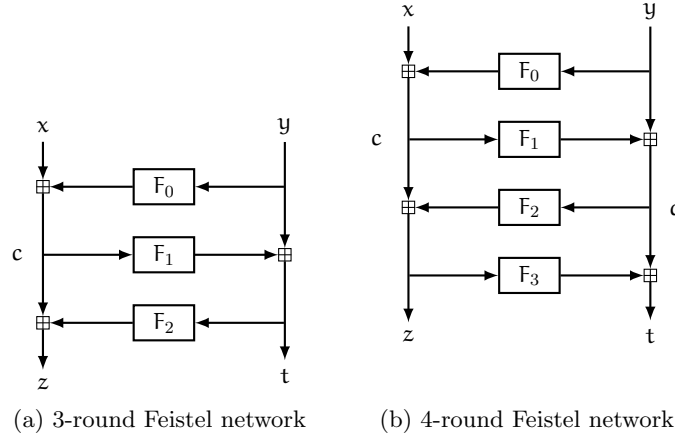 x
y
F₀
c
F₁
F₂
z
t
(a) 3-round Feistel network
x
y
F₀
c
F₁
F₂
F₃
z
t
(b) 4-round Feistel network